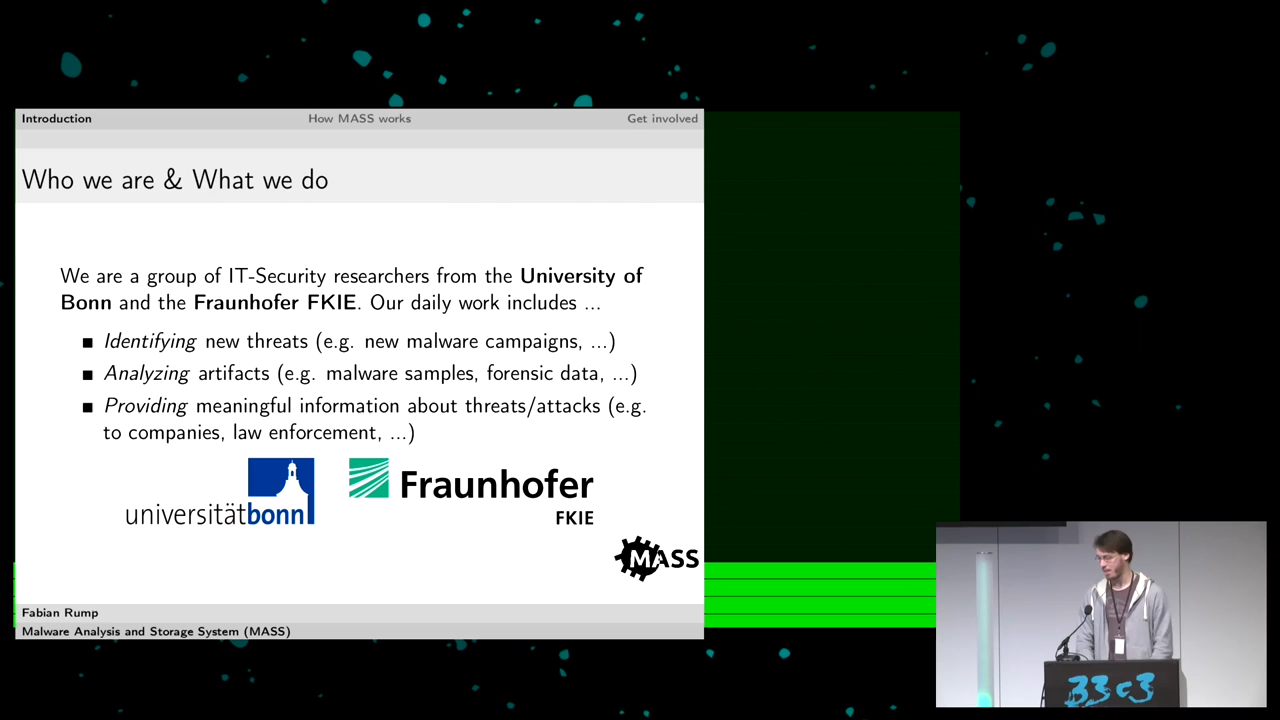 Introduction How MASS works Get involved
Who we are & What we do
We are a group of IT-Security researchers from the University of
Bonn and the Fraunhofer FKIE. Our daily work includes ...
Identifying new threats (e.g. new malware campaigns, ...)
Analyzing artifacts (e.g. malware samples, forensic data, ...)
Providing meaningful information about threats/attacks (e.g.
to companies, law enforcement, ...)
universitätbonn
Fraunhofer
FKIE
MASS
Fabian Rump
Malware Analysis and Storage System (MASS)
33c3